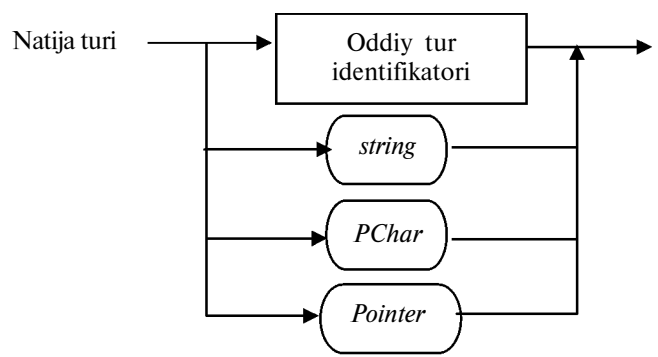 Natija turi
Oddiy tur
identifikatori
string
PChar
Pointer